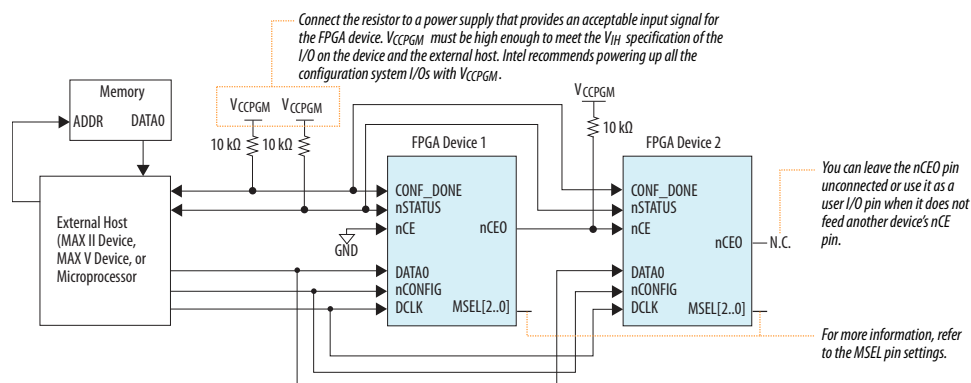 Connect the resistor to a power supply that provides an acceptable input signal for
the FPGA device. VCCPGM must be high enough to meet the VIH specification of the
I/O on the device and the external host. Intel recommends powering up all the
configuration system I/Os with VCCPGM.
Memory
ADDR
DATA0
VCCPGM
VCCPGM
10 kΩ
10 kΩ
VCCPGM
10 kΩ
External Host
(MAX II Device,
MAX V Device, or
Microprocessor
GND
FPGA Device 1
CONF_DONE
nSTATUS
nCE
nCEO
DATA0
nCONFIG
DCLK
MSEL[2..0]
FPGA Device 2
CONF_DONE
nSTATUS
nCE
nCEO
N.C.
DATA0
nCONFIG
DCLK
MSEL[2..0]
You can leave the nCEO pin
unconnected or use it as a
user I/O pin when it does not
feed another device's nCE
pin.
For more information, refer
to the MSEL pin settings.